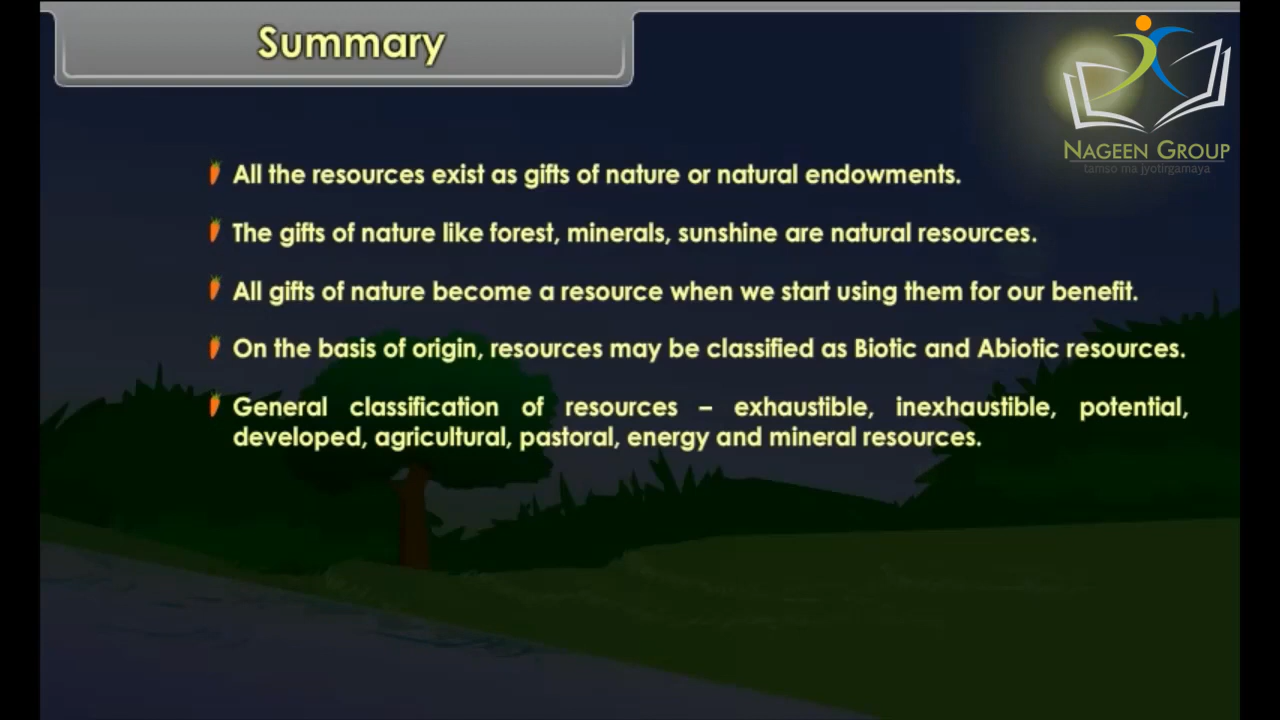 Summary
NAGEEN GROUP
tamso ma jyotirgamaya
All the resources exist as gifts of nature or natural endowments.
The gifts of nature like forest, minerals, sunshine are natural resources.
All gifts of nature become a resource when we start using them for our benefit.
On the basis of origin, resources may be classified as Biotic and Abiotic resources.
General classification of resources – exhaustible, inexhaustible, potential,
developed, agricultural, pastoral, energy and mineral resources.